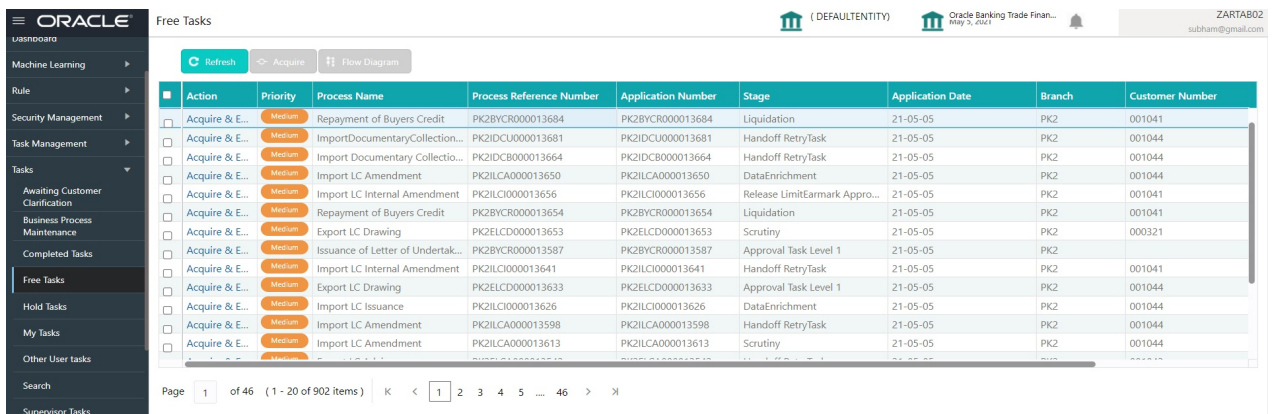 ORACLE
Free Tasks
( DEFAULTENTITY)
Oracle Banking Trade Finan...
May 5, 2021
ZARTAB02
subham@gmail.com
Dashboard
Machine Learning
Rule
Security Management
Task Management
Tasks
Awaiting Customer
Clarification
Business Process
Maintenance
Completed Tasks
Free Tasks
Hold Tasks
My Tasks
Other User tasks
Search
Supervisor Tasks
Refresh Acquire Flow Diagram
Action Priority Process Name Process Reference Number Application Number Stage Application Date Branch Customer Number
Acquire & E... Medium Repayment of Buyers Credit PK2BYCR000013684 PK2BYCR000013684 Liquidation 21-05-05 PK2 001041
Acquire & E... Medium ImportDocumentaryCollection... PK2IDCU000013681 PK2IDCU000013681 Handoff RetryTask 21-05-05 PK2 001044
Acquire & E... Medium Import Documentary Collectio... PK2IDCB000013664 PK2IDCB000013664 Handoff RetryTask 21-05-05 PK2 001044
Acquire & E... Medium Import LC Amendment PK2ILCA000013650 PK2ILCA000013650 DataEnrichment 21-05-05 PK2 001044
Acquire & E... Medium Import LC Internal Amendment PK2ILCI000013656 PK2ILCI000013656 Release LimitEarmark Appro... 21-05-05 PK2 001041
Acquire & E... Medium Repayment of Buyers Credit PK2BYCR000013654 PK2BYCR000013654 Liquidation 21-05-05 PK2 001041
Acquire & E... Medium Export LC Drawing PK2ELCD000013653 PK2ELCD000013653 Scrutiny 21-05-05 PK2 000321
Acquire & E... Medium Issuance of Letter of Undertak... PK2BYCR000013587 PK2BYCR000013587 Approval Task Level 1 21-05-05 PK2
Acquire & E... Medium Import LC Internal Amendment PK2ILCI000013641 PK2ILCI000013641 Handoff RetryTask 21-05-05 PK2 001041
Acquire & E... Medium Export LC Drawing PK2ELCD000013633 PK2ELCD000013633 Approval Task Level 1 21-05-05 PK2 001044
Acquire & E... Medium Import LC Issuance PK2ILCI000013626 PK2ILCI000013626 DataEnrichment 21-05-05 PK2 001044
Acquire & E... Medium Import LC Amendment PK2ILCA000013598 PK2ILCA000013598 Handoff RetryTask 21-05-05 PK2 001044
Acquire & E... Medium Import LC Amendment PK2ILCA000013613 PK2ILCA000013613 Scrutiny 21-05-05 PK2 001044
Page 1 of 46 ( 1 - 20 of 902 items ) 1 2 3 4 5 .... 46